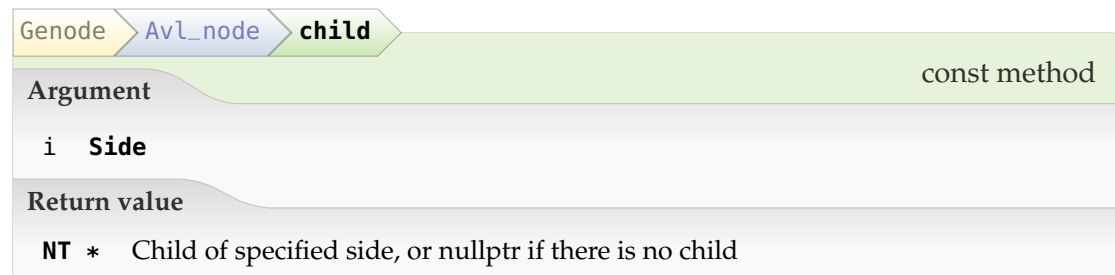 Genode Avl_node child
const method
Argument
i Side
Return value
NT * Child of specified side, or nullptr if there is no child